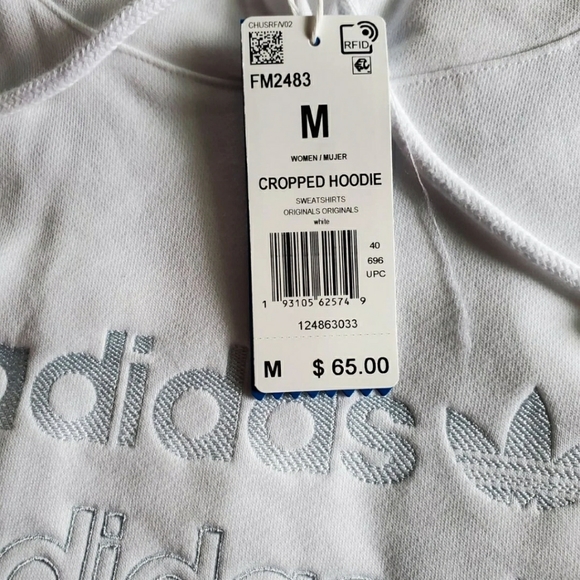 CHUSRF/V02
RFID
FM2483
M
WOMEN / MUJER
CROPPED HOODIE
SWEATSHIRTS
ORIGINALS ORIGINALS
white
40
696
UPC
1 93105 62574 9
124863033
M $ 65.00
adidas
adidas